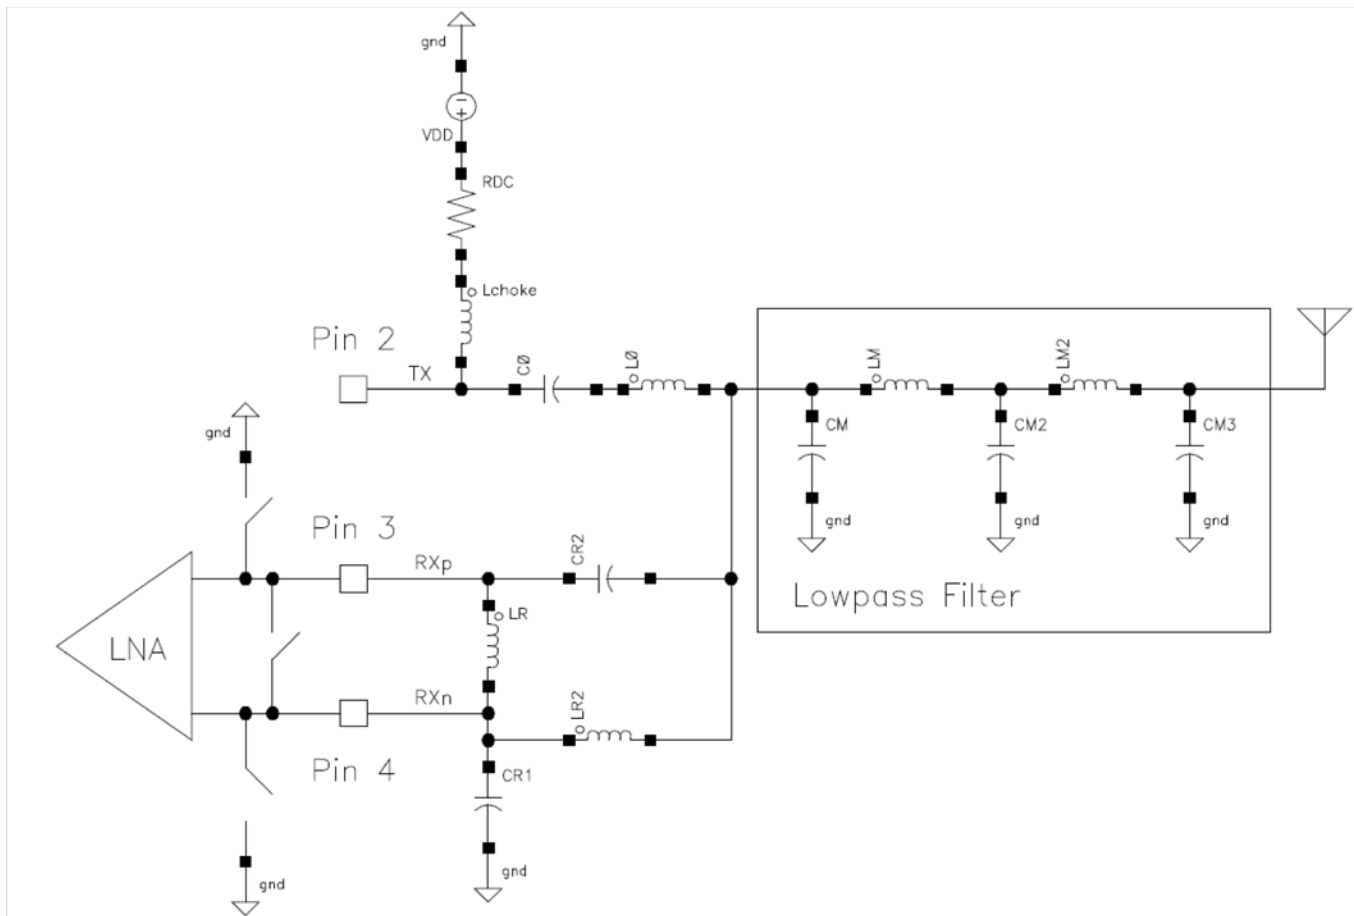 gnd
VDD
RDC
Lchoke
Pin 2
TX
C0
L0
LM
LM2
CM
CM2
CM3
gnd
gnd
gnd
gnd
Pin 3
RXp
CR2
Lowpass Filter
LR
LNA
RXn
LR2
Pin 4
CR1
gnd
gnd